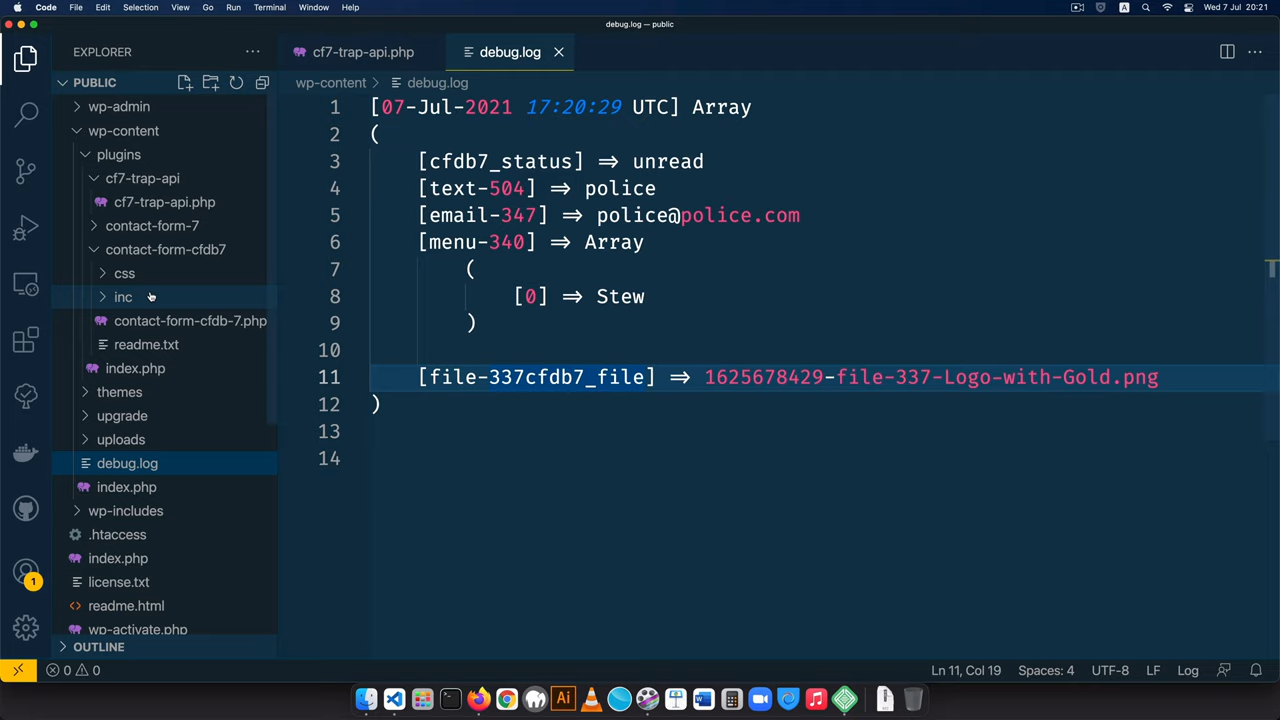 Code File Edit Selection View Go Run Terminal Window Help A Wed 7 Jul 20:21
debug.log — public
EXPLORER
cf7-trap-api.php debug.log
PUBLIC
wp-content > debug.log
wp-admin
wp-content
plugins
cf7-trap-api
cf7-trap-api.php
contact-form-7
contact-form-cfdb7
css
inc
contact-form-cfdb-7.php
readme.txt
index.php
themes
upgrade
uploads
debug.log
index.php
wp-includes
.htaccess
index.php
license.txt
readme.html
wp-activate.php
OUTLINE
1 [07-Jul-2021 17:20:29 UTC] Array
2 (
3 [cfdb7_status] => unread
4 [text-504] => police
5 [email-347] => police@police.com
6 [menu-340] => Array
7 (
8 [0] => Stew
9 )
10
11 [file-337cfdb7_file] => 1625678429-file-337-Logo-with-Gold.png
12 )
13
14
1
0 0 Ln 11, Col 19 Spaces: 4 UTF-8 LF Log
Ai